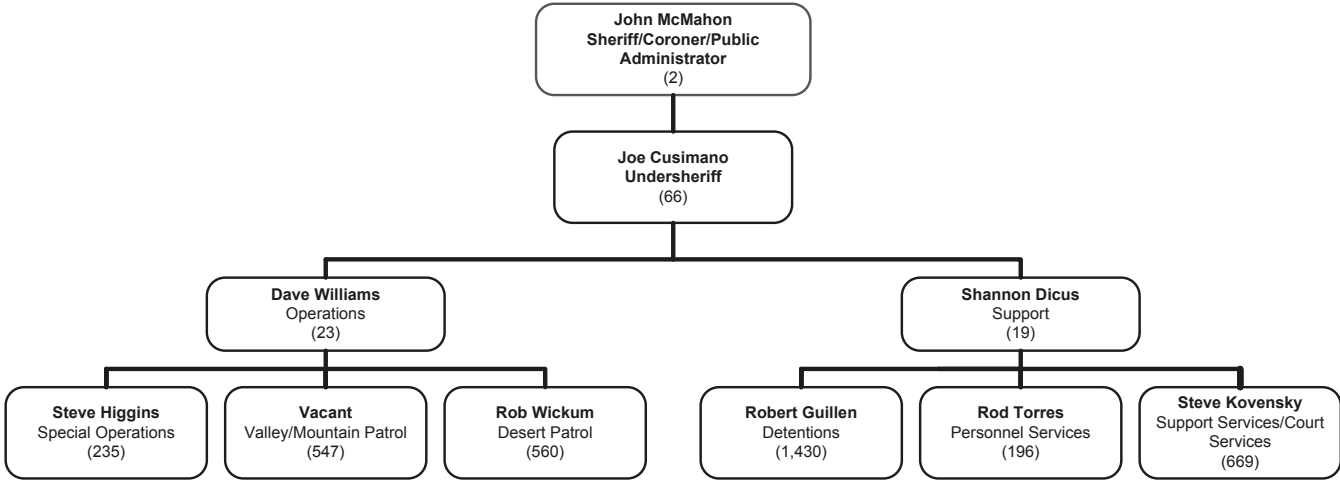 John McMahon
Sheriff/Coroner/Public
Administrator
(2)
Joe Cusimano
Undersheriff
(66)
Dave Williams
Operations
(23)
Shannon Dicus
Support
(19)
Steve Higgins
Special Operations
(235)
Vacant
Valley/Mountain Patrol
(547)
Rob Wickum
Desert Patrol
(560)
Robert Guillen
Detentions
(1,430)
Rod Torres
Personnel Services
(196)
Steve Kovensky
Support Services/Court
Services
(669)